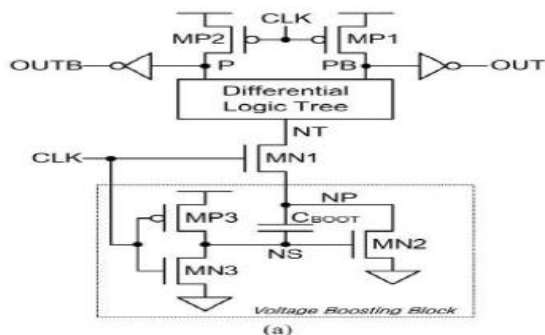 CLK
MP2
MP1
OUTB
P
PB
OUT
Differential
Logic Tree
NT
CLK
MN1
NP
MP3
CBOOT
MN2
NS
MN3
Voltage Boosting Block
(a)